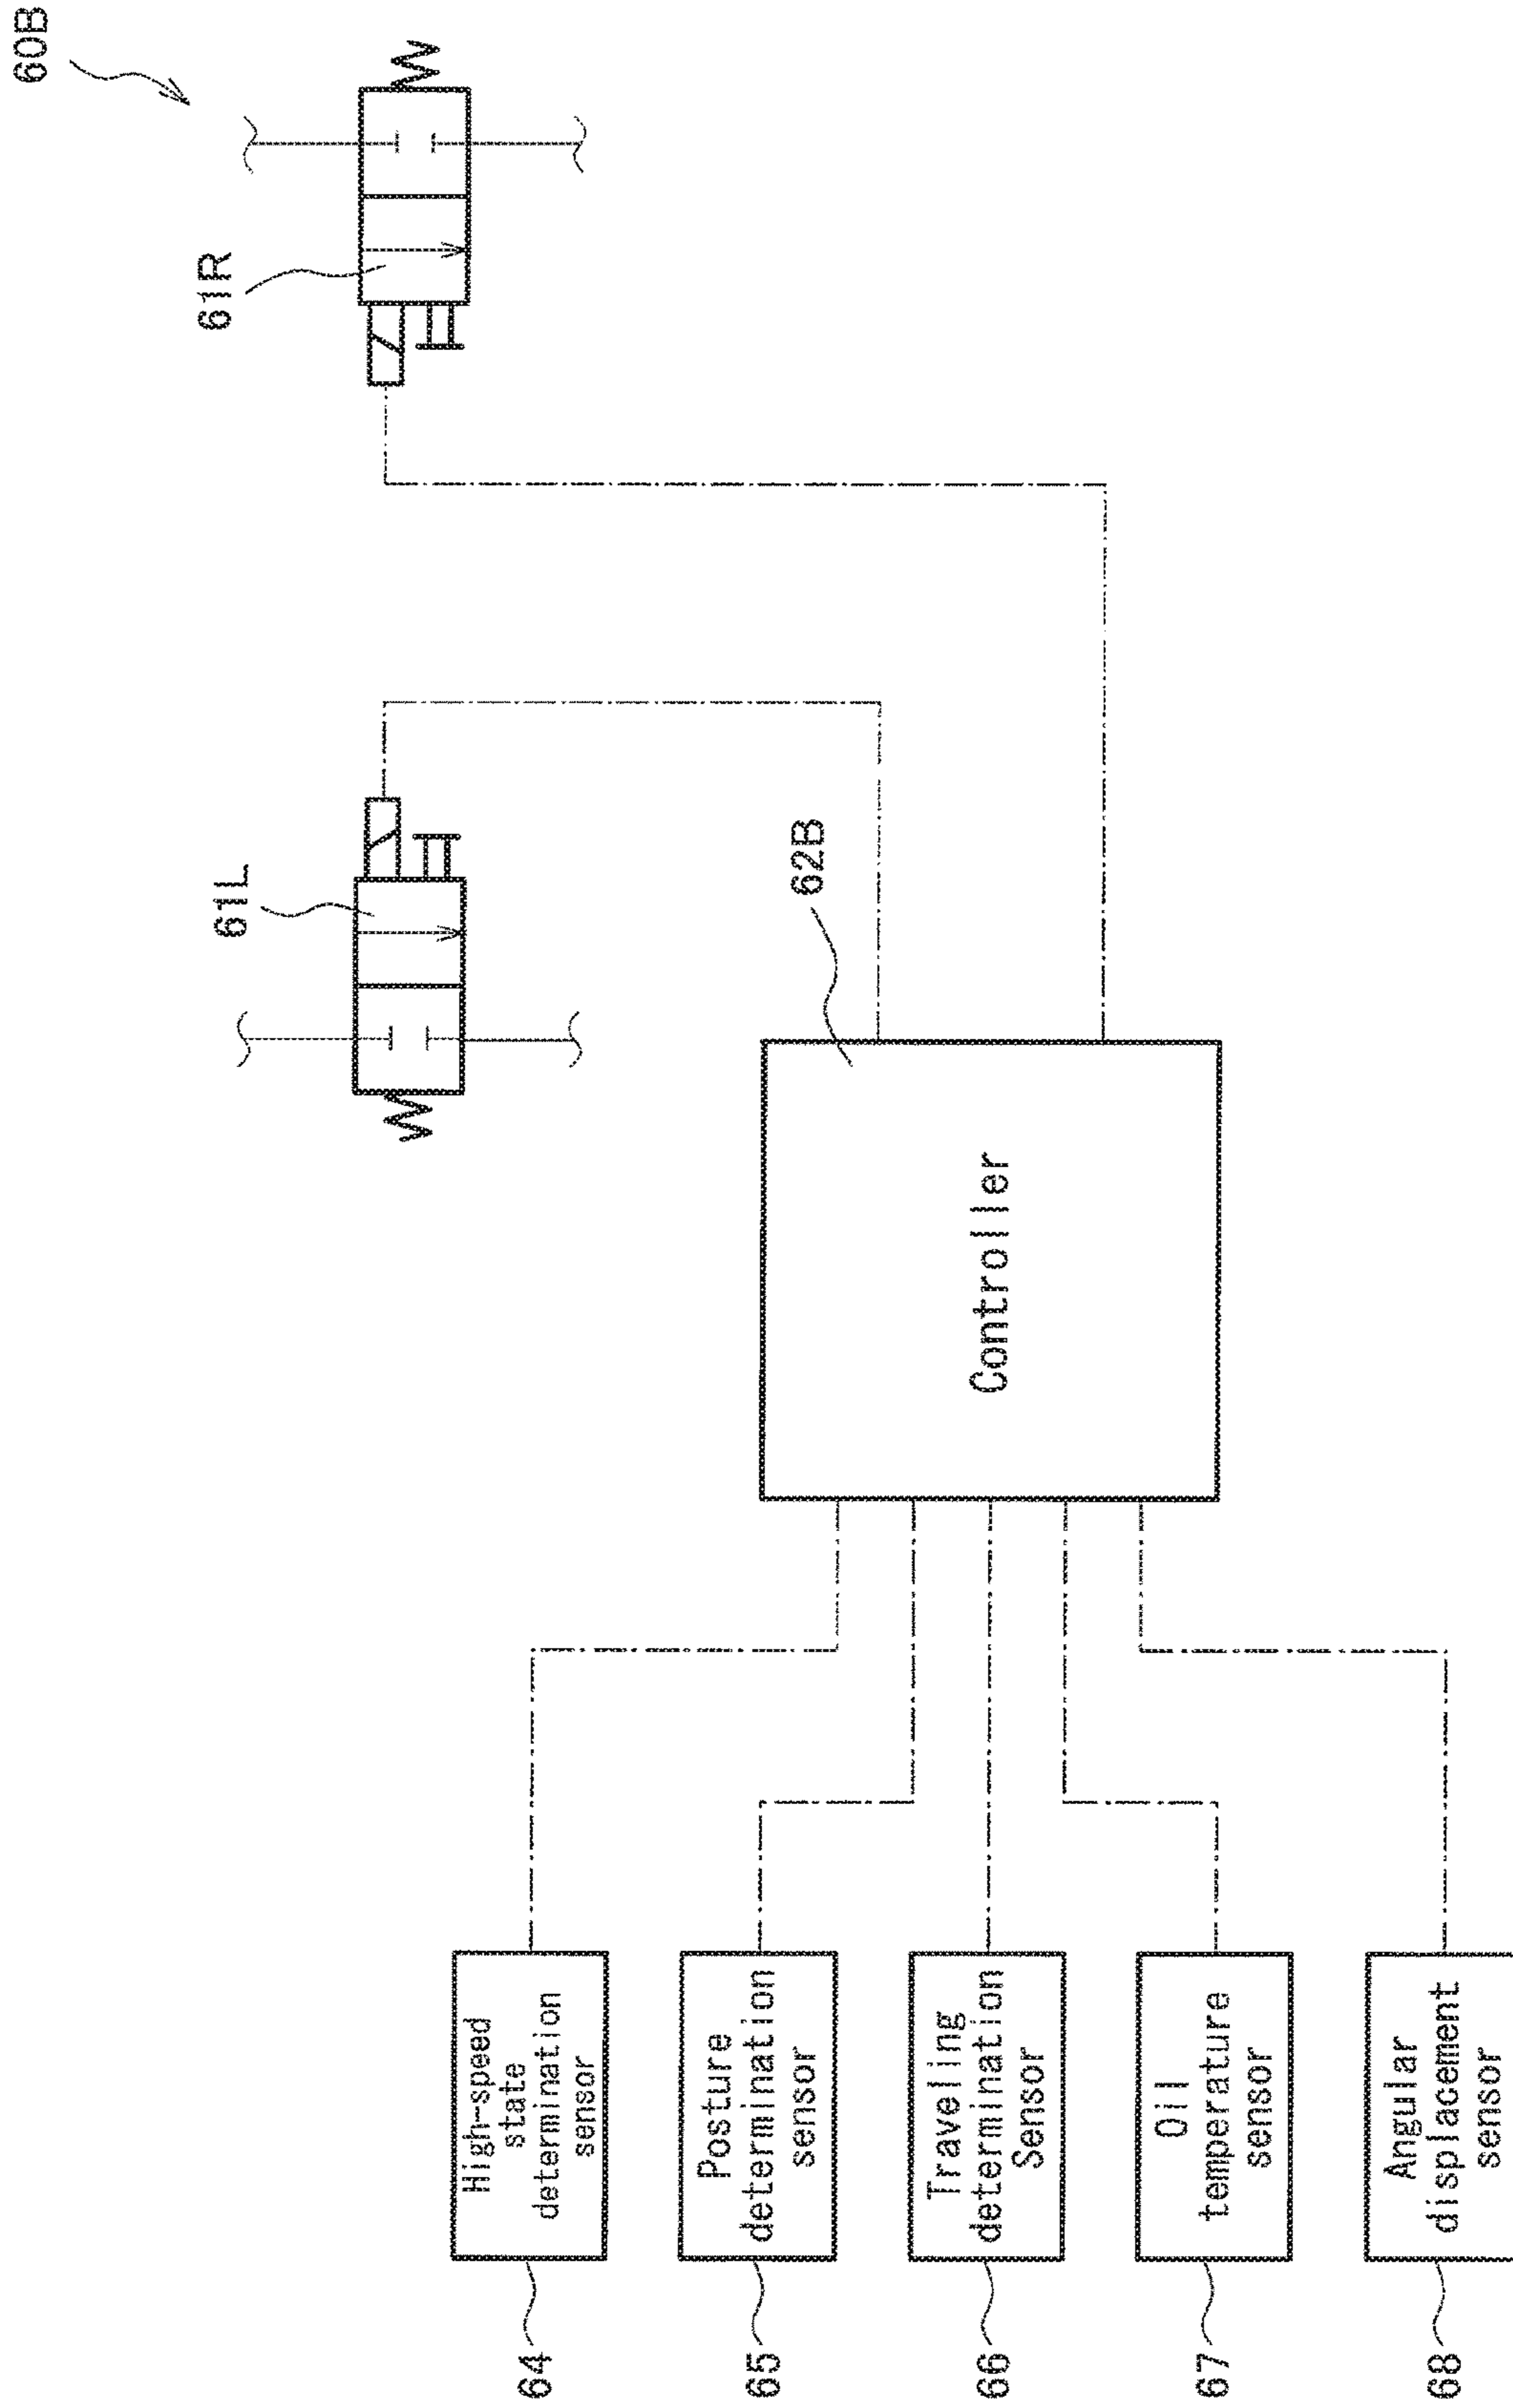 60B
61R
61L
62B
Controller
64
High-speed
state
determination
sensor
65
Posture
determination
sensor
66
Traveling
determination
Sensor
67
Oil
temperature
sensor
68
Angular
displacement
sensor